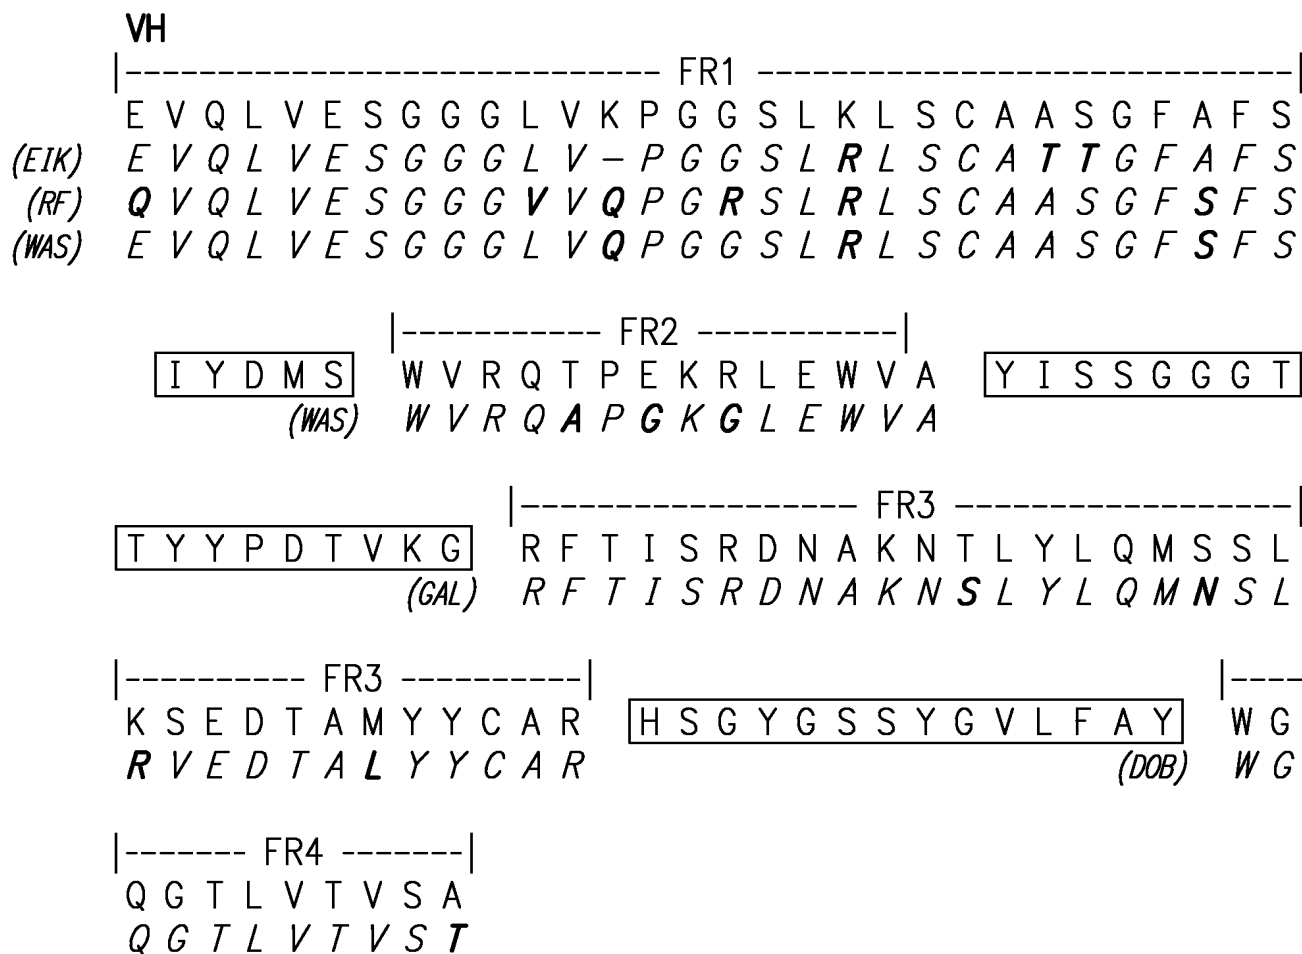 VH
|--------------------------- FR1 ---------------------------|
E V Q L V E S G G G L V K P G G S L K L S C A A S G F A F S
(EIK) E V Q L V E S G G G L V – P G G S L R L S C A T T G F A F S
(RF) Q V Q L V E S G G G V V Q P G R S L R L S C A A S G F S F S
(WAS) E V Q L V E S G G G L V Q P G G S L R L S C A A S G F S F S
|---------- FR2 ----------|
I Y D M S W V R Q T P E K R L E W V A Y I S S G G G T
(WAS) W V R Q A P G K G L E W V A
|----------------- FR3 -----------------|
T Y Y P D T V K G R F T I S R D N A K N T L Y L Q M S S L
(GAL) R F T I S R D N A K N S L Y L Q M N S L
|--------- FR3 ---------| |----
K S E D T A M Y Y C A R H S G Y G S S Y G V L F A Y W G
R V E D T A L Y Y C A R (DOB) W G
|------- FR4 -------|
Q G T L V T V S A
Q G T L V T V S T